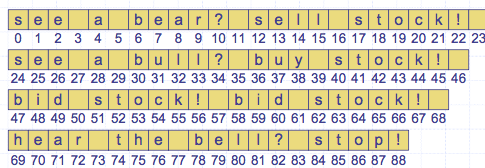 see a bear? sell stock!
0 1 2 3 4 5 6 7 8 9 10 11 12 13 14 15 16 17 18 19 20 21 22 23
see a bull? buy stock!
24 25 26 27 28 29 30 31 32 33 34 35 36 37 38 39 40 41 42 43 44 45 46
bid stock! bid stock!
47 48 49 50 51 52 53 54 55 56 57 58 59 60 61 62 63 64 65 66 67 68
hear the bell? stop!
69 70 71 72 73 74 75 76 77 78 79 80 81 82 83 84 85 86 87 88